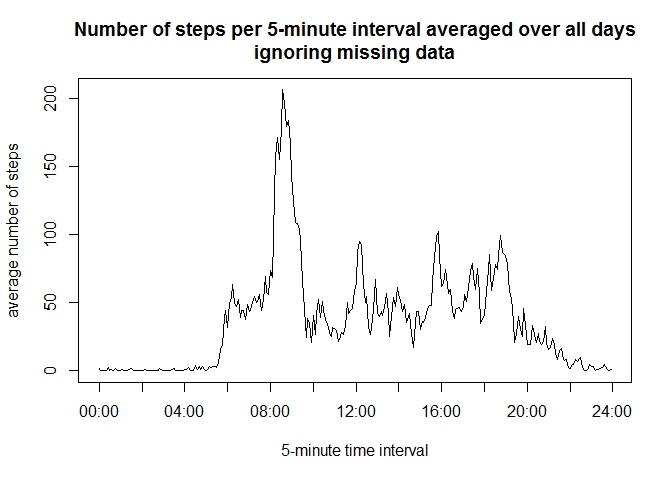 Number of steps per 5-minute interval averaged over all days
ignoring missing data
average number of steps
200
150
100
50
0
00:00 04:00 08:00 12:00 16:00 20:00 24:00
5-minute time interval